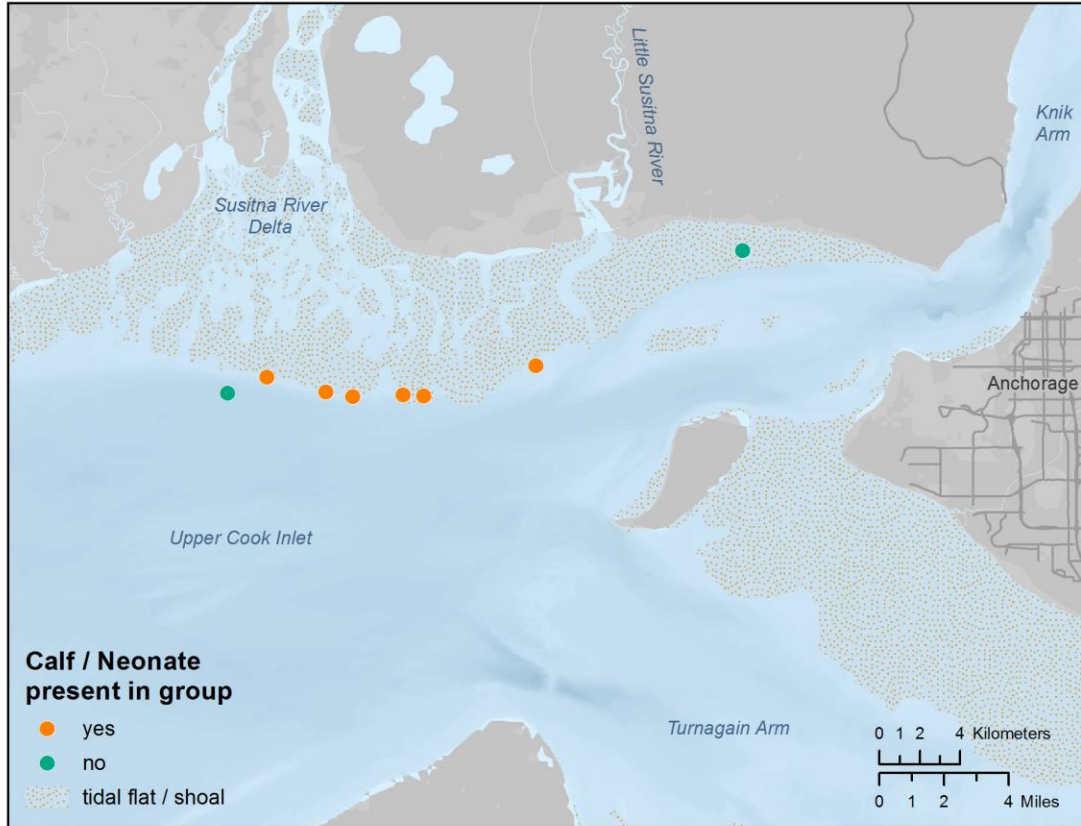 Little Susitna River
Knik
Arm
Susitna River
Delta
Anchorage
Upper Cook Inlet
Turnagain Arm
Calf / Neonate
present in group
yes
no
tidal flat / shoal
0 1 2 4 Kilometers
0 1 2 4 Miles